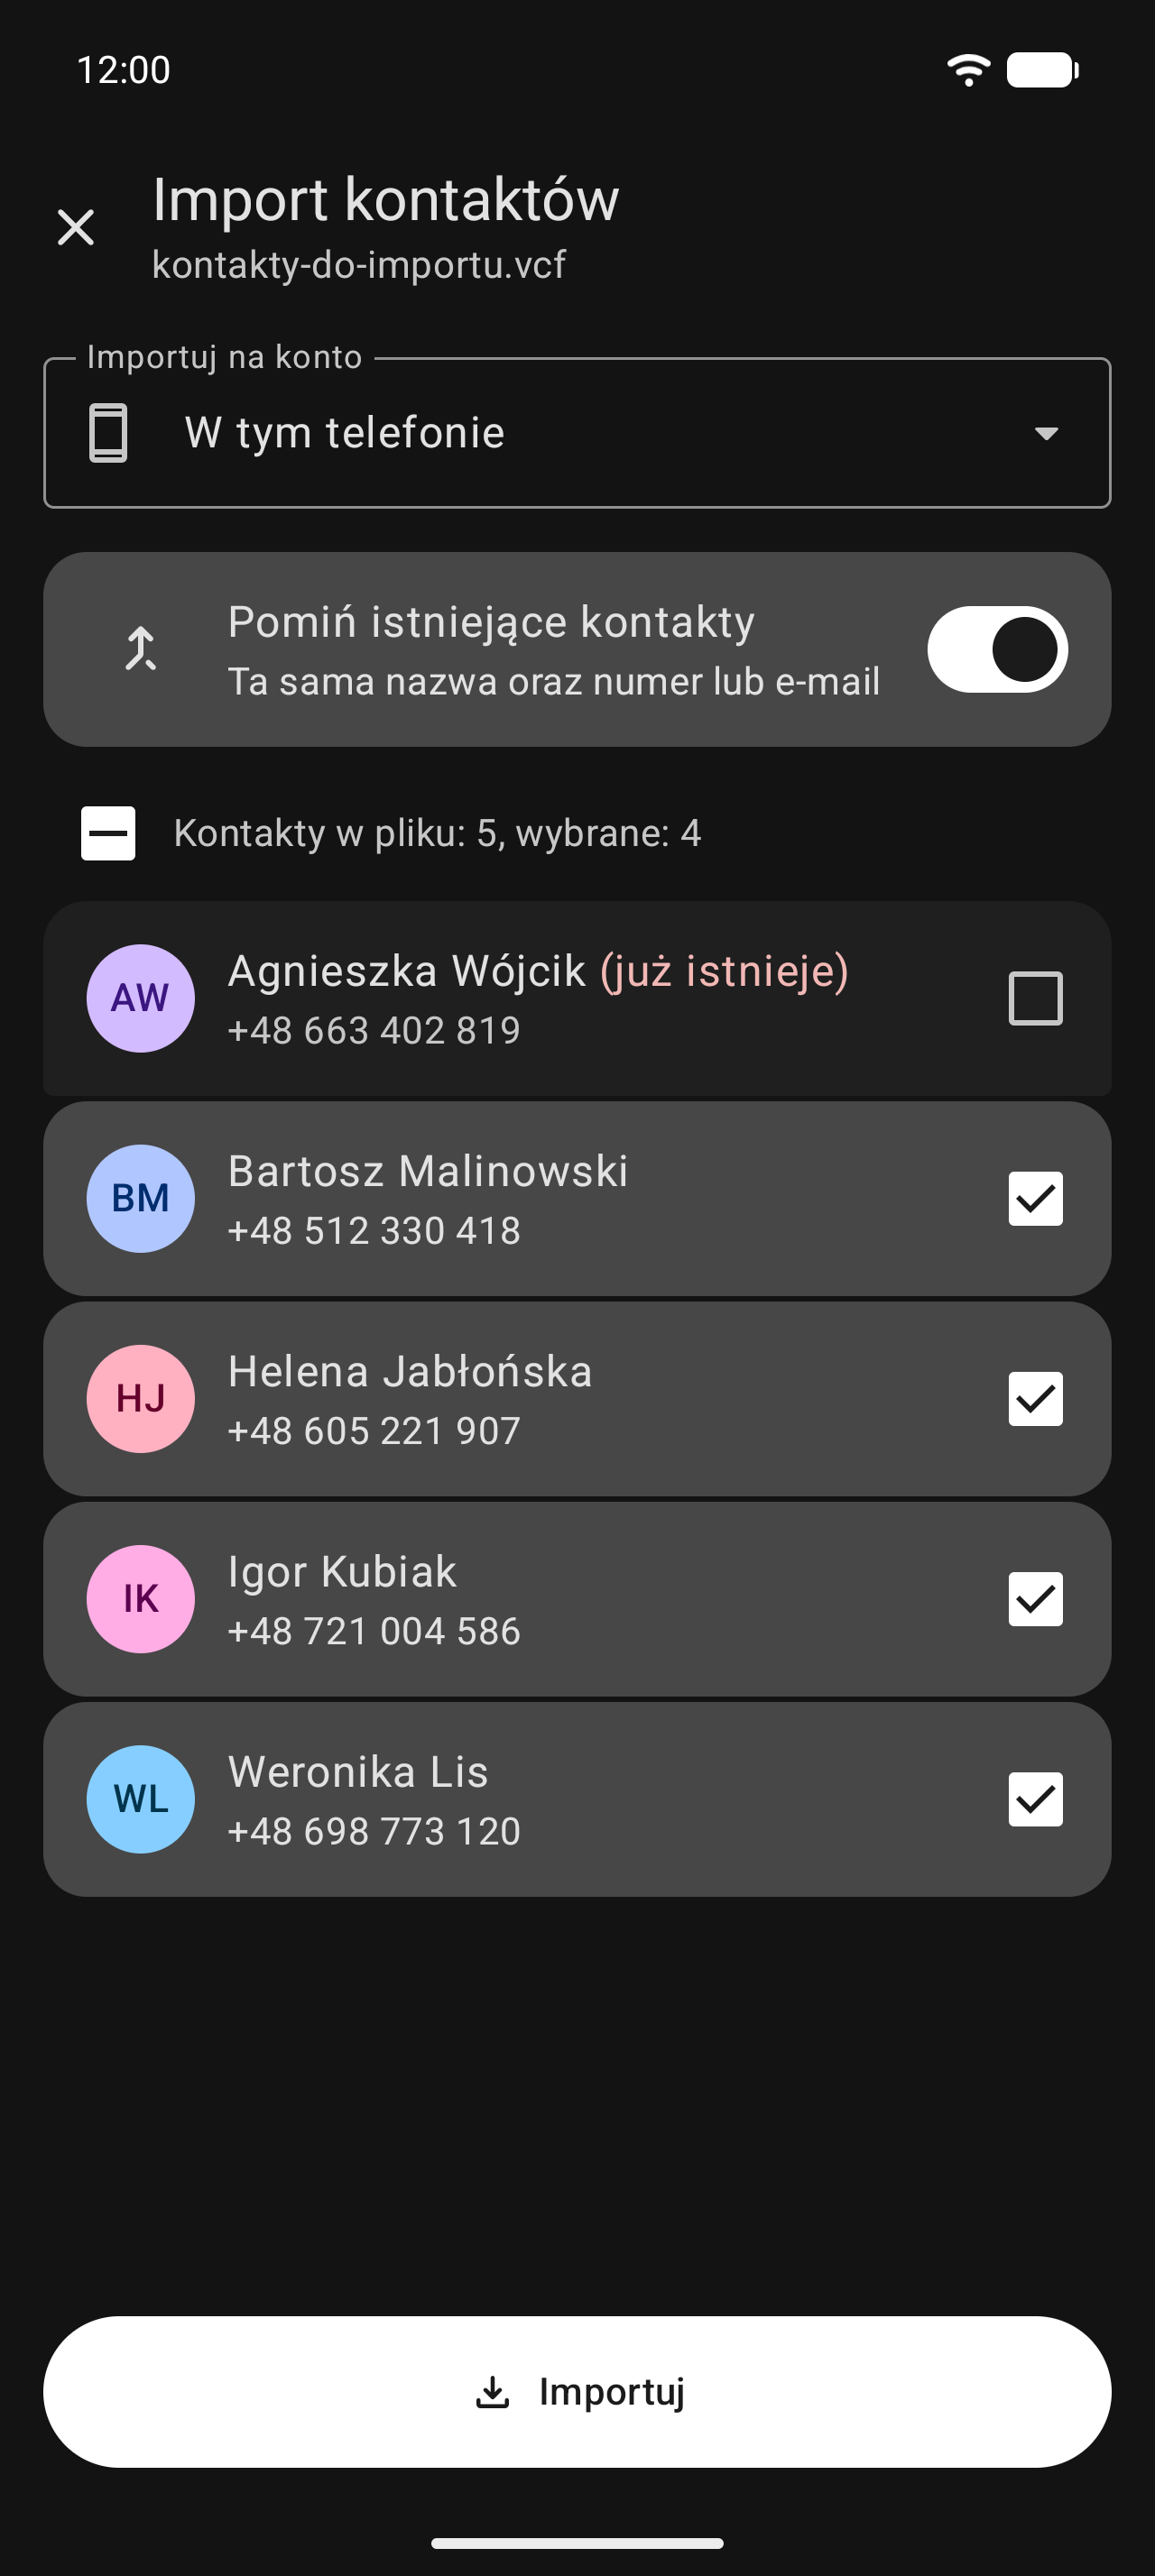 12:00
Import kontaktów
kontakty-do-importu.vcf
Importuj na konto
W tym telefonie
Pomiń istniejące kontakty
Ta sama nazwa oraz numer lub e-mail
Kontakty w pliku: 5, wybrane: 4
AW
Agnieszka Wójcik (już istnieje)
+48 663 402 819
BM
Bartosz Malinowski
+48 512 330 418
HJ
Helena Jabłońska
+48 605 221 907
IK
Igor Kubiak
+48 721 004 586
WL
Weronika Lis
+48 698 773 120
Importuj